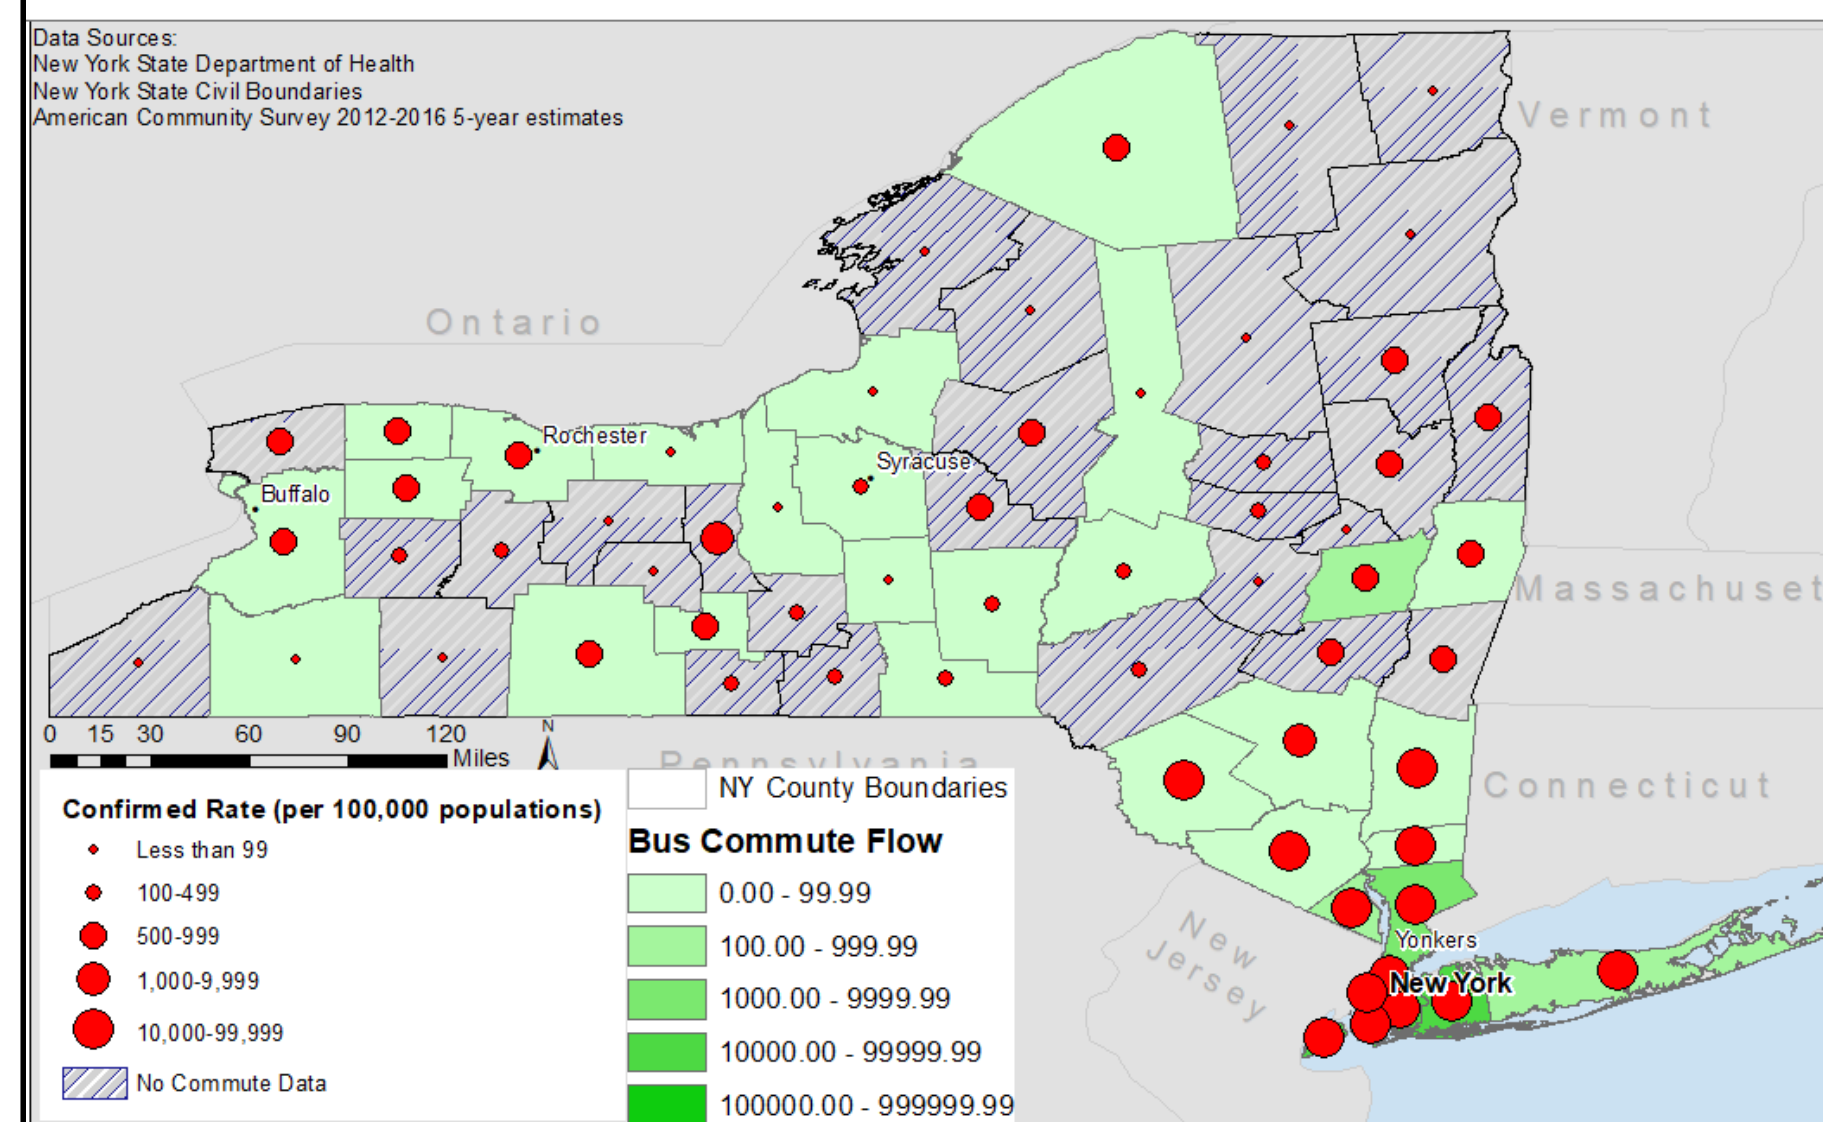 Data Sources:
New York State Department of Health
New York State Civil Boundaries
American Community Survey 2012-2016 5-year estimates
Vermont
Ontario
Rochester
Syracuse
Buffalo
Massachuset
0 15 30 60 90 120
Miles
N
Pennsylvania
Connecticut
New
Jersey
Yonkers
New York
Confirmed Rate (per 100,000 populations)
Less than 99
100-499
500-999
1,000-9,999
10,000-99,999
No Commute Data
NY County Boundaries
Bus Commute Flow
0.00 - 99.99
100.00 - 999.99
1000.00 - 9999.99
10000.00 - 99999.99
100000.00 - 999999.99